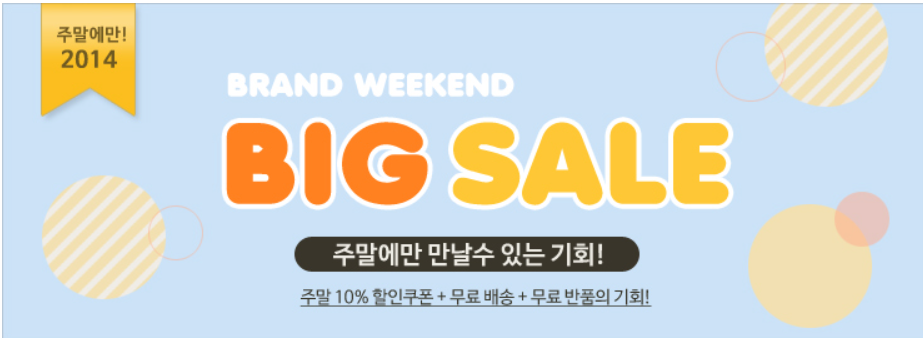 주말에만!
2014
BRAND WEEKEND
BIG SALE
주말에만 만날수 있는 기회!
주말 10% 할인쿠폰 + 무료 배송 + 무료 반품의 기회!